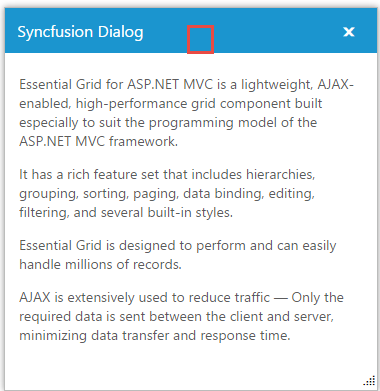 Syncfusion Dialog
Essential Grid for ASP.NET MVC is a lightweight, AJAX-
enabled, high-performance grid component built
especially to suit the programming model of the
ASP.NET MVC framework.
It has a rich feature set that includes hierarchies,
grouping, sorting, paging, data binding, editing,
filtering, and several built-in styles.
Essential Grid is designed to perform and can easily
handle millions of records.
AJAX is extensively used to reduce traffic — Only the
required data is sent between the client and server,
minimizing data transfer and response time.